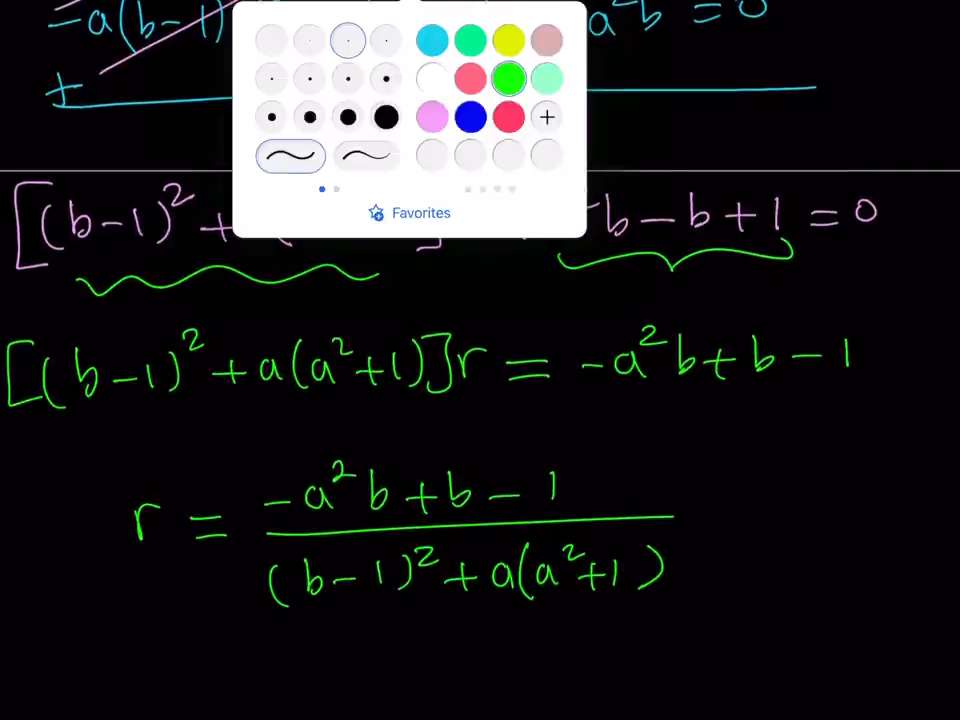 -a(b-1) a²b = 0
+
Favorites
[(b-1)² + b - b + 1 = 0
[(b-1)² + a(a²+1)]r = -a²b + b - 1
r = (-a²b + b - 1) / ((b-1)² + a(a²+1))